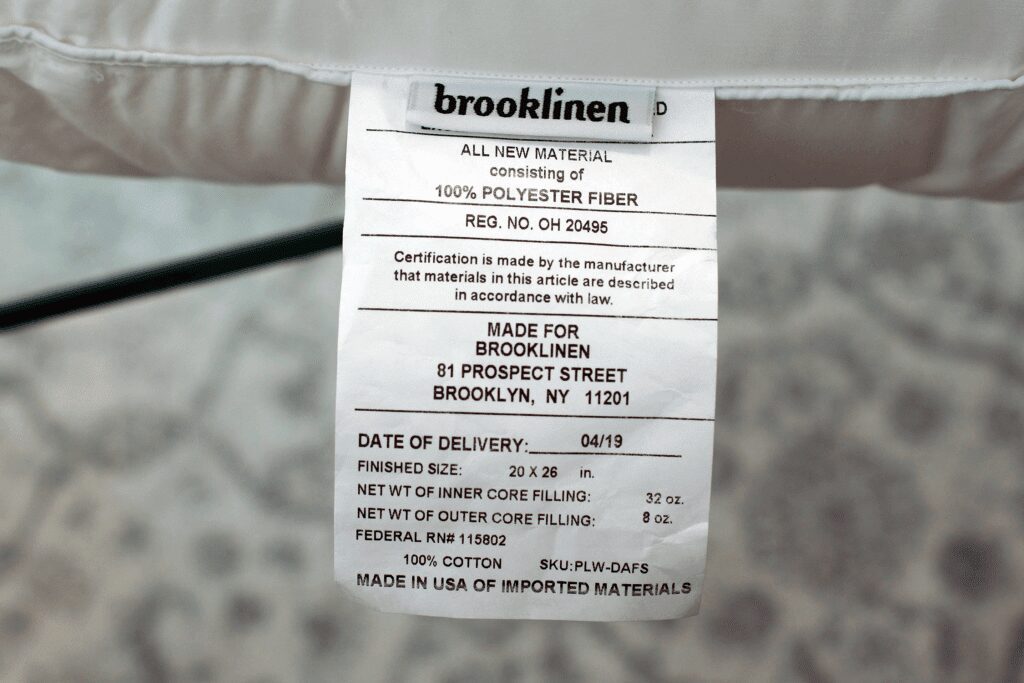 brooklinen
ALL NEW MATERIAL
consisting of
100% POLYESTER FIBER
REG. NO. OH 20495
Certification is made by the manufacturer
that materials in this article are described
in accordance with law.
MADE FOR
BROOKLINEN
81 PROSPECT STREET
BROOKLYN, NY 11201
DATE OF DELIVERY: 04/19
FINISHED SIZE: 20 X 26 in.
NET WT OF INNER CORE FILLING: 32 oz.
NET WT OF OUTER CORE FILLING: 8 oz.
FEDERAL RN# 115802
100% COTTON SKU:PLW-DAFS
MADE IN USA OF IMPORTED MATERIALS